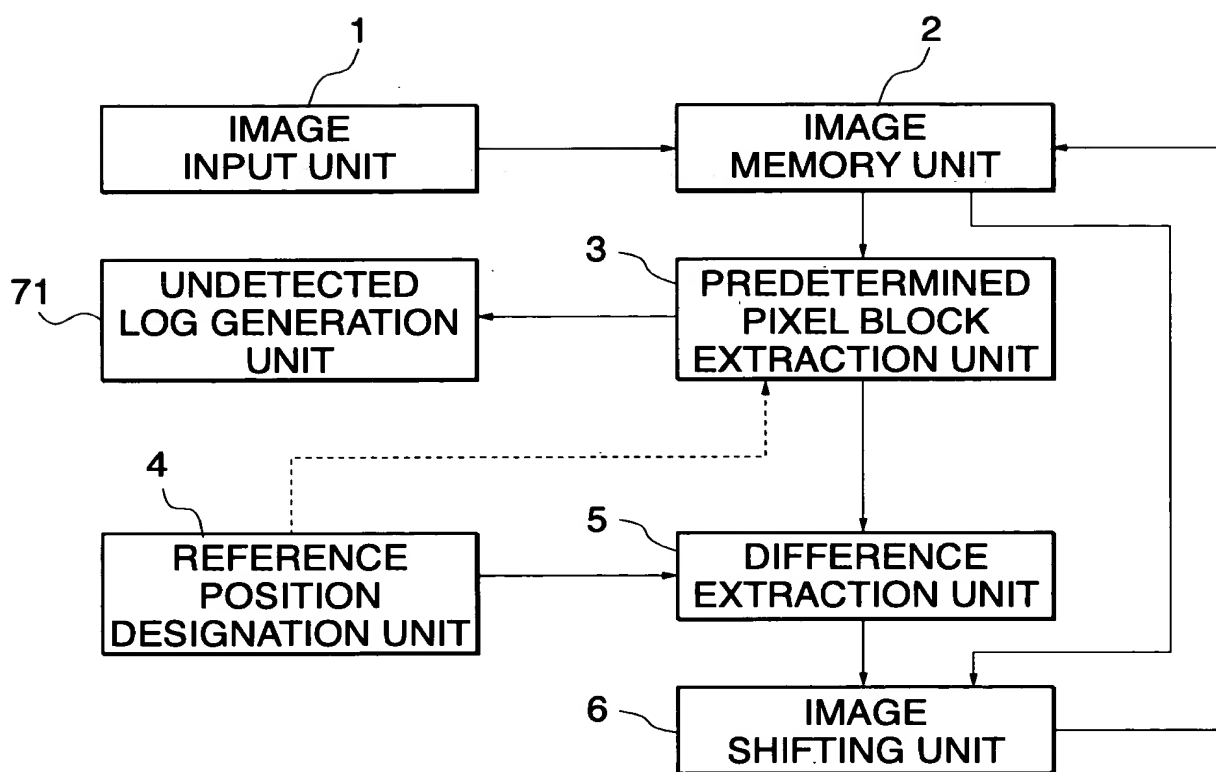 1
IMAGE
INPUT UNIT
2
IMAGE
MEMORY UNIT
71
UNDETECTED
LOG GENERATION
UNIT
3
PREDETERMINED
PIXEL BLOCK
EXTRACTION UNIT
4
REFERENCE
POSITION
DESIGNATION UNIT
5
DIFFERENCE
EXTRACTION UNIT
6
IMAGE
SHIFTING UNIT